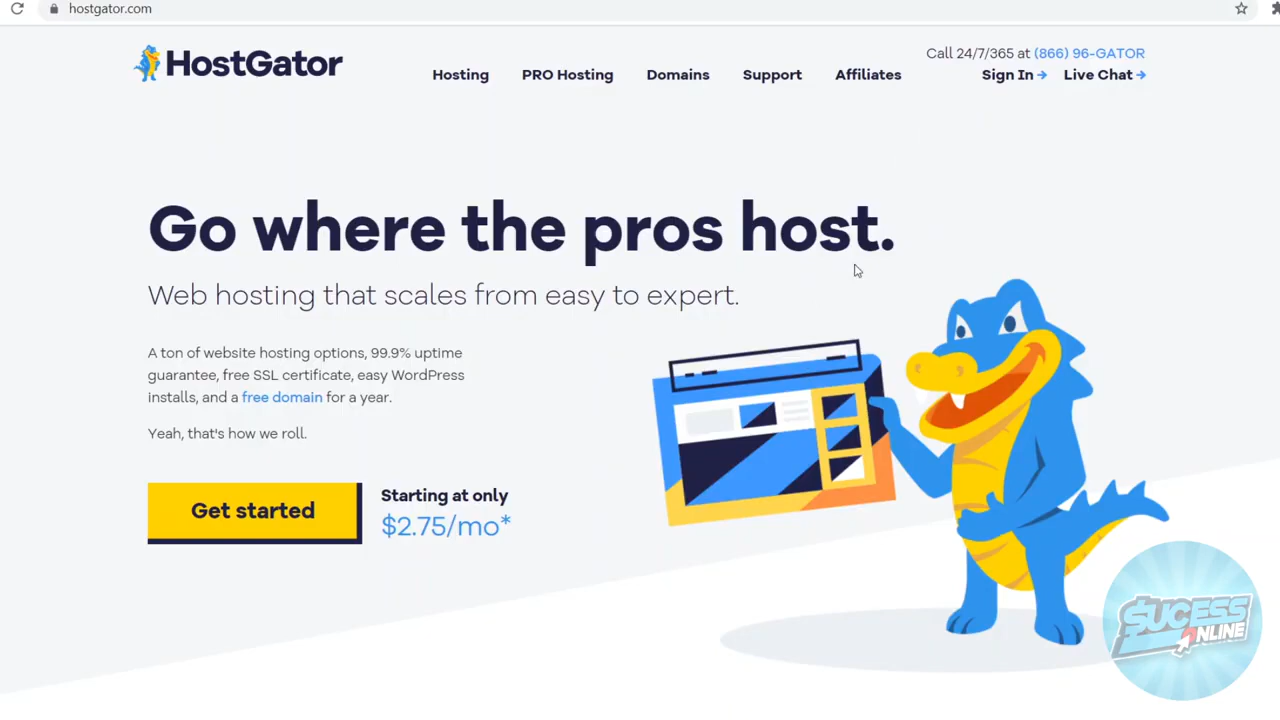 hostgator.com
HostGator
Hosting
PRO Hosting
Domains
Support
Affiliates
Call 24/7/365 at (866) 96-GATOR
Sign In → Live Chat →
Go where the pros host.
Web hosting that scales from easy to expert.
A ton of website hosting options, 99.9% uptime
guarantee, free SSL certificate, easy WordPress
installs, and a free domain for a year.
Yeah, that's how we roll.
Get started
Starting at only
$2.75/mo*
$UCESS
ONLINE